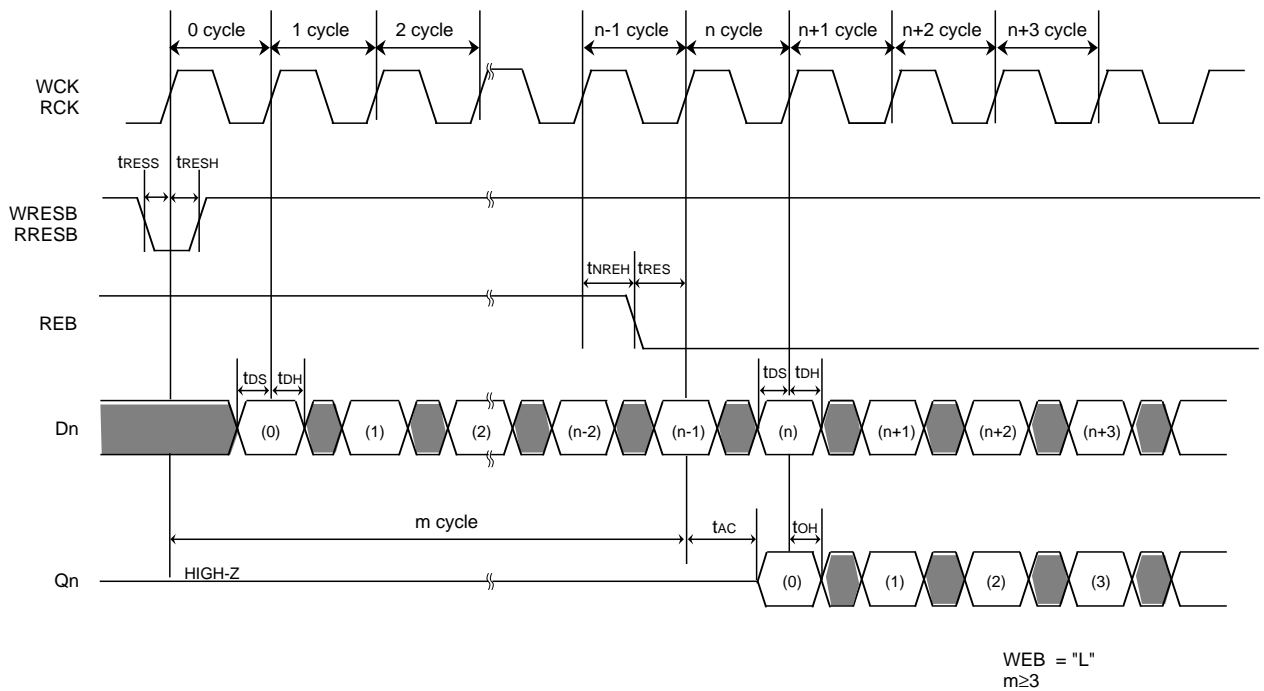 0 cycle 1 cycle 2 cycle n-1 cycle n cycle n+1 cycle n+2 cycle n+3 cycle
WCK
RCK
tRESS tRESH
WRESB
RRESB
tNREH tRES
REB
tDS tDH tDS tDH
Dn (0) (1) (2) (n-2) (n-1) (n) (n+1) (n+2) (n+3)
m cycle tAC tOH
Qn HIGH-Z (0) (1) (2) (3)
WEB = "L"
m≥3